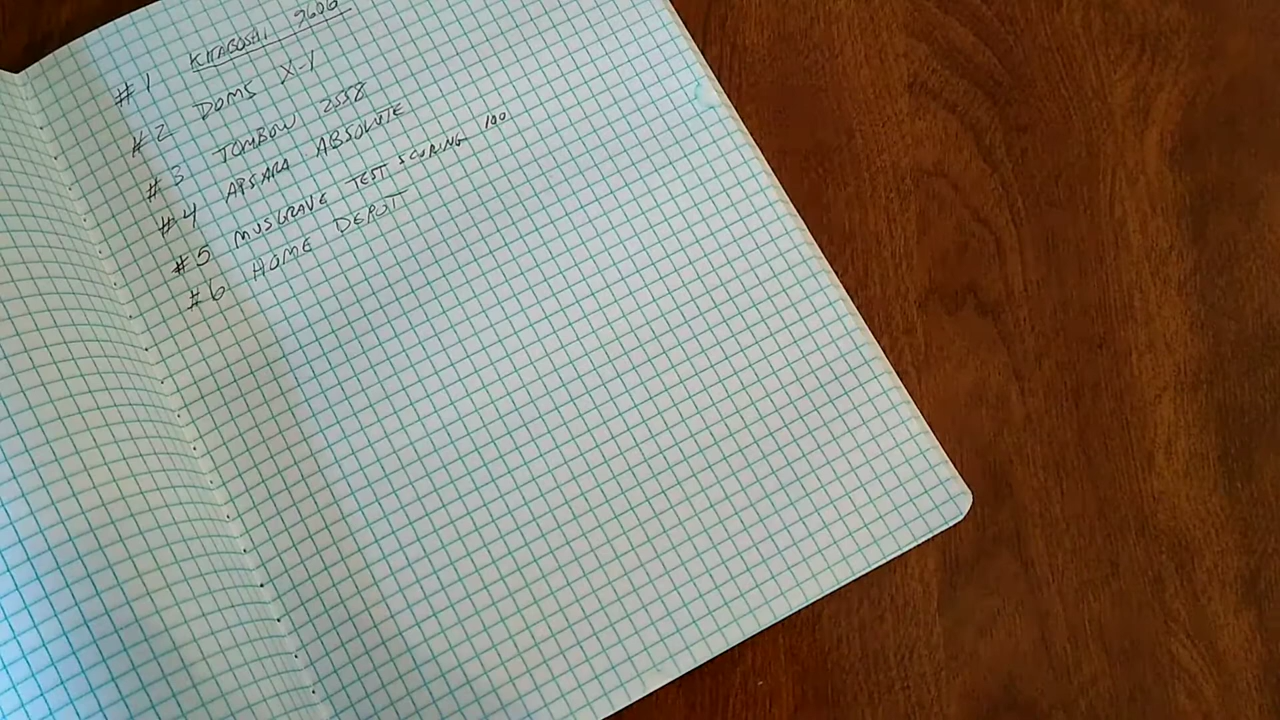 #1 KITABOSHI 9606
#2 DOMS X-1
#3 TOMBOW 2558
#4 APSARA ABSOLUTE
#5 MUSGRAVE TEST SCORING 100
#6 HOME DEPOT